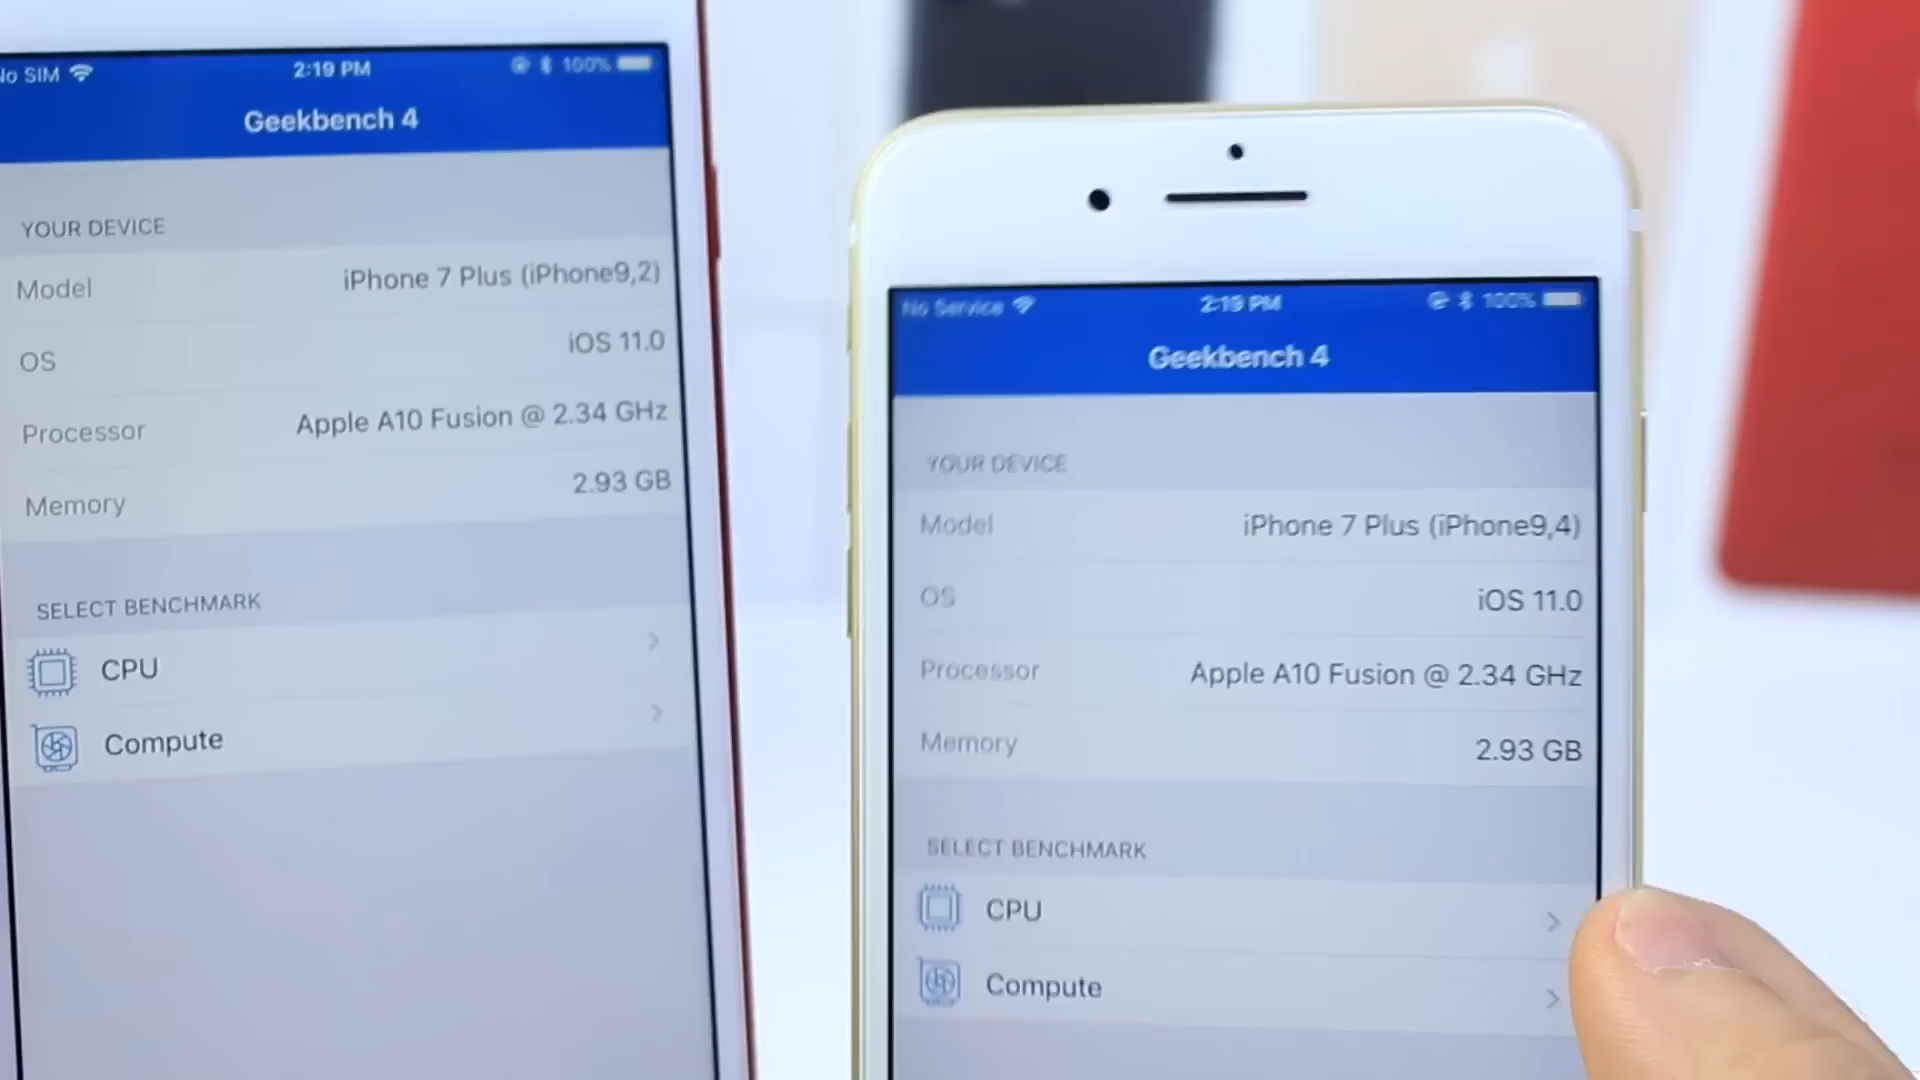 No SIM
2:19 PM
100%
Geekbench 4
YOUR DEVICE
Model
iPhone 7 Plus (iPhone9,2)
OS
iOS 11.0
Processor
Apple A10 Fusion @ 2.34 GHz
Memory
2.93 GB
SELECT BENCHMARK
CPU
Compute
No Service
2:19 PM
100%
Geekbench 4
YOUR DEVICE
Model
iPhone 7 Plus (iPhone9,4)
OS
iOS 11.0
Processor
Apple A10 Fusion @ 2.34 GHz
Memory
2.93 GB
SELECT BENCHMARK
CPU
Compute